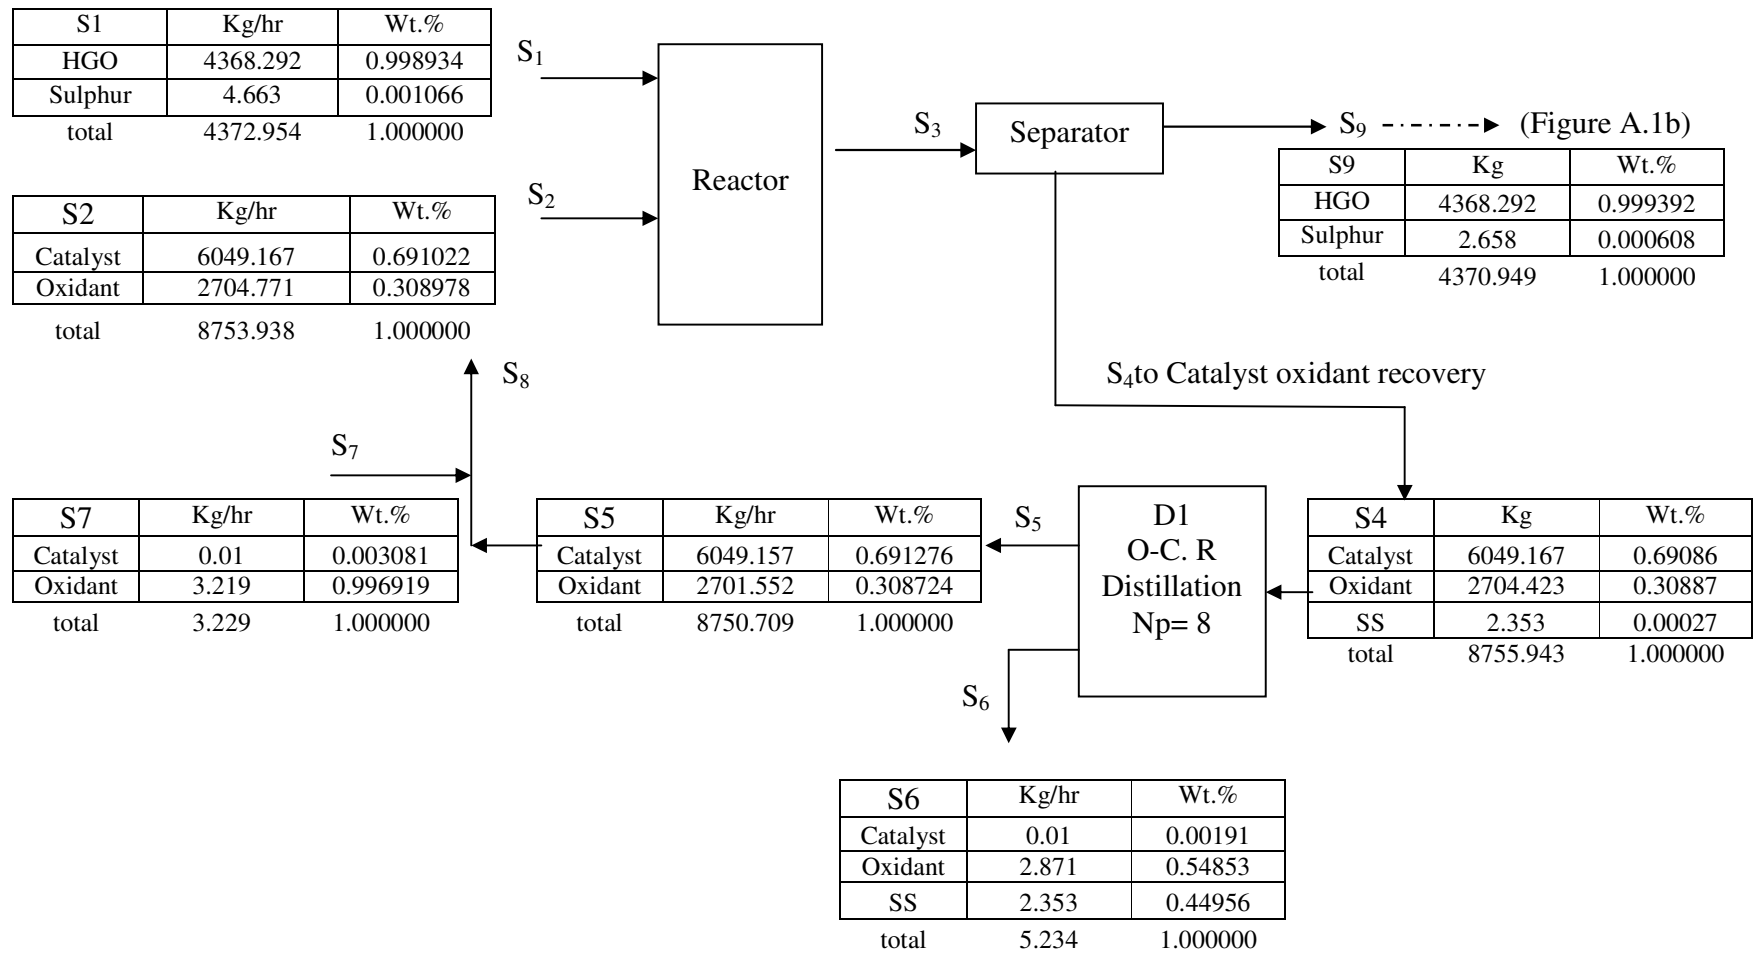 S1 Kg/hr Wt.%
HGO 4368.292 0.998934
Sulphur 4.663 0.001066
total 4372.954 1.000000
S1
S2 Kg/hr Wt.%
Catalyst 6049.167 0.691022
Oxidant 2704.771 0.308978
total 8753.938 1.000000
S2
Reactor
S3
Separator
S9 (Figure A.1b)
S9 Kg Wt.%
HGO 4368.292 0.999392
Sulphur 2.658 0.000608
total 4370.949 1.000000
S8
S4to Catalyst oxidant recovery
S7
S7 Kg/hr Wt.%
Catalyst 0.01 0.003081
Oxidant 3.219 0.996919
total 3.229 1.000000
S5 Kg/hr Wt.%
Catalyst 6049.157 0.691276
Oxidant 2701.552 0.308724
total 8750.709 1.000000
S5
D1
O-C. R
Distillation
Np= 8
S4 Kg Wt.%
Catalyst 6049.167 0.69086
Oxidant 2704.423 0.30887
SS 2.353 0.00027
total 8755.943 1.000000
S6
S6 Kg/hr Wt.%
Catalyst 0.01 0.00191
Oxidant 2.871 0.54853
SS 2.353 0.44956
total 5.234 1.000000